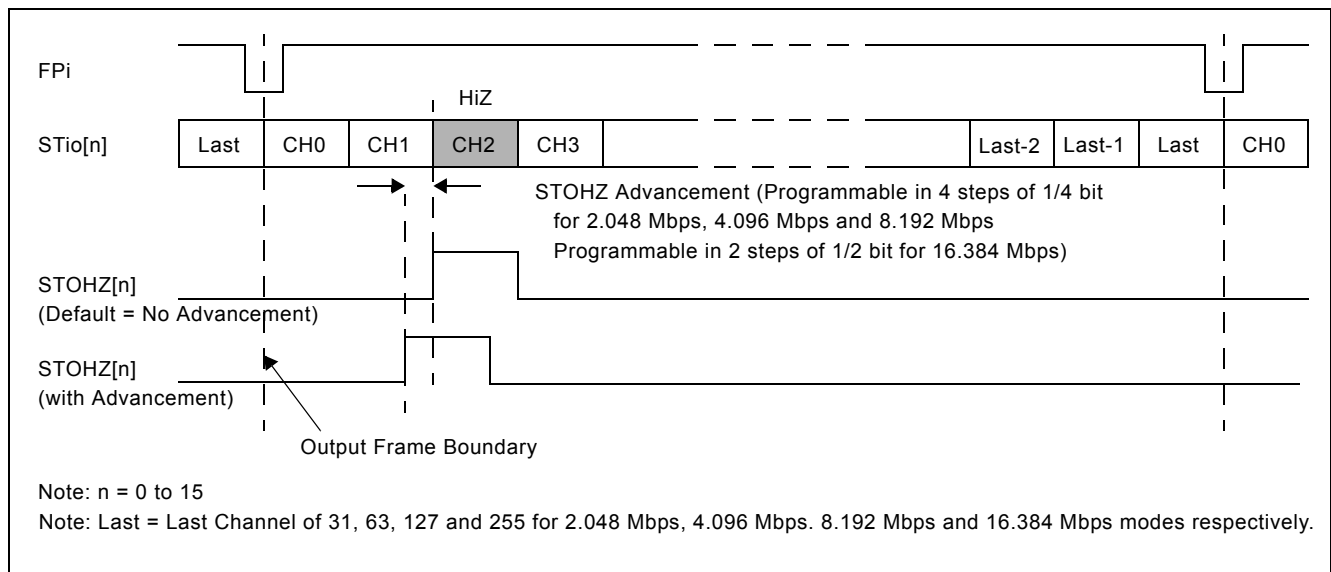 FPi
HiZ
STio[n]
Last CH0 CH1 CH2 CH3 Last-2 Last-1 Last CH0
STOHZ Advancement (Programmable in 4 steps of 1/4 bit
for 2.048 Mbps, 4.096 Mbps and 8.192 Mbps
Programmable in 2 steps of 1/2 bit for 16.384 Mbps)
STOHZ[n]
(Default = No Advancement)
STOHZ[n]
(with Advancement)
Output Frame Boundary
Note: n = 0 to 15
Note: Last = Last Channel of 31, 63, 127 and 255 for 2.048 Mbps, 4.096 Mbps. 8.192 Mbps and 16.384 Mbps modes respectively.